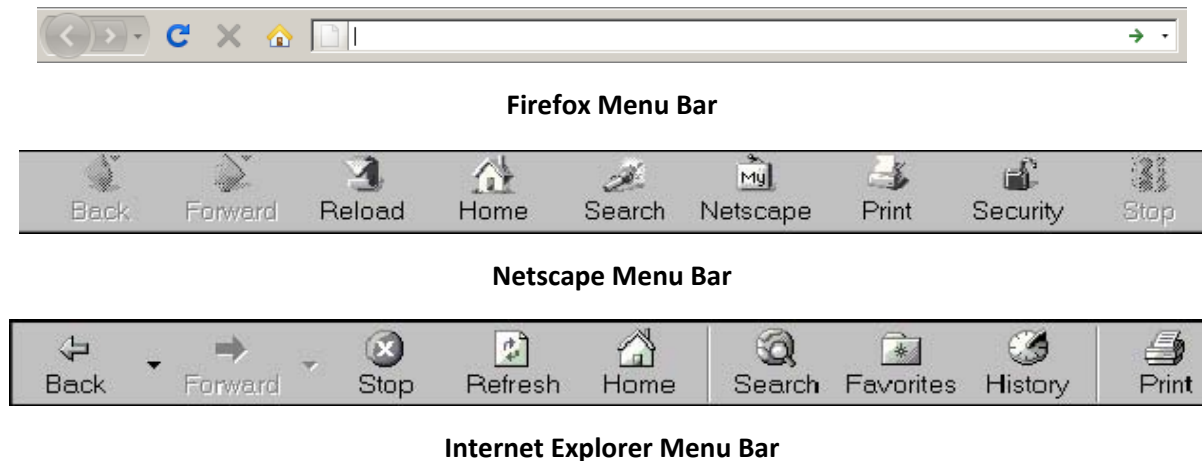 Firefox Menu Bar
Back Forward Reload Home Search My Netscape Print Security Stop
Netscape Menu Bar
Back Forward Stop Refresh Home Search Favorites History Print
Internet Explorer Menu Bar